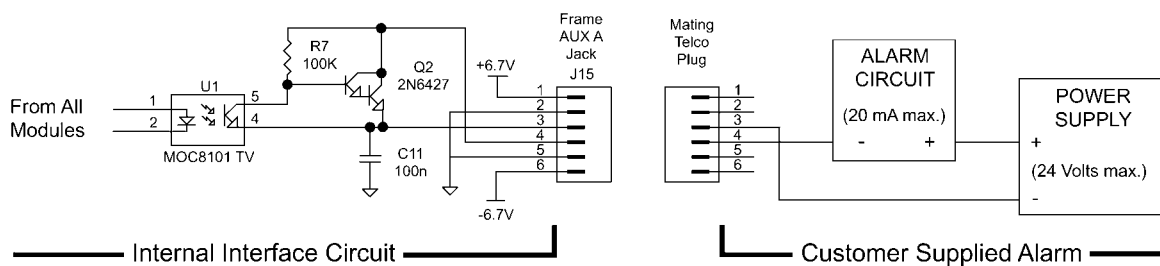 Frame
AUX A
Jack
J15
Mating
Telco
Plug
R7
100K
Q2
2N6427
+6.7V
U1
From All
Modules
1
2
5
4
MOC8101 TV
C11
100n
-6.7V
1
2
3
4
5
6
1
2
3
4
5
6
ALARM
CIRCUIT
(20 mA max.)
- +
POWER
SUPPLY
+
(24 Volts max.)
-
Internal Interface Circuit
Customer Supplied Alarm